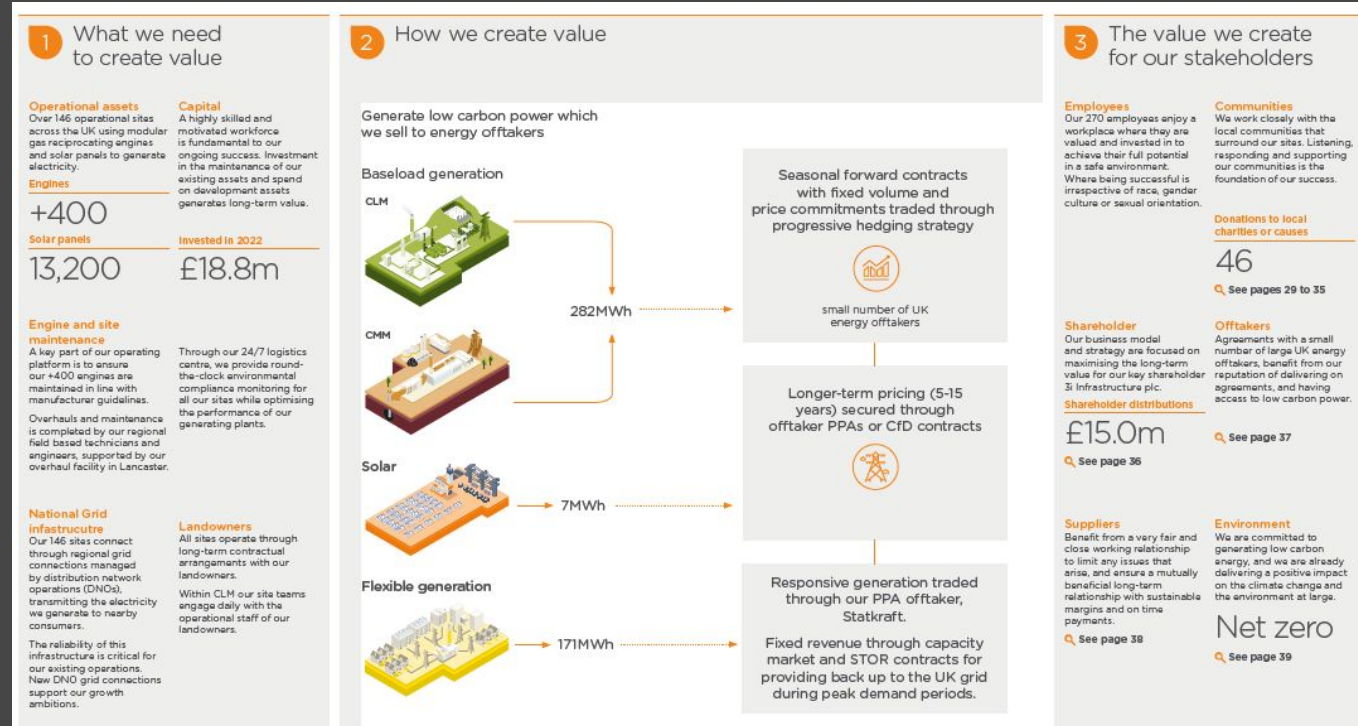 1
What we need
to create value
Operational assets
Over 146 operational sites
across the UK using modular
gas reciprocating engines
and solar panels to generate
electricity.
Engines
+400
Solar panels
13,200
Capital
A highly skilled and
motivated workforce
is fundamental to our
ongoing success. Investment
in the maintenance of our
existing assets and spend
on development assets
generates long-term value.
Invested in 2022
£18.8m
Engine and site
maintenance
A key part of our operating
platform is to ensure
our +400 engines are
maintained in line with
manufacturer guidelines.
Overhauls and maintenance
is completed by our regional
field based technicians and
engineers, supported by our
overhaul facility in Lancaster.
Through our 24/7 logistics
centre, we provide round-
the-clock environmental
compliance monitoring for
all our sites while optimising
the performance of our
generating plants.
National Grid
infastrucutre
Our 146 sites connect
through regional grid
connections managed
by distribution network
operations (DNOs),
transmitting the electricity
we generate to nearby
consumers.
The reliability of this
infrastructure is critical for
our existing operations.
New DNO grid connections
support our growth
ambitions.
Landowners
All sites operate through
long-term contractual
arrangements with our
landowners.
Within CLM our site teams
engage daily with the
operational staff of our
landowners.
2
How we create value
Generate low carbon power which
we sell to energy offtakers
Baseload generation
CLM
282MWh
CMM
Solar
7MWh
Flexible generation
171MWh
Seasonal forward contracts
with fixed volume and
price commitments traded through
progressive hedging strategy
small number of UK
energy offtakers
Longer-term pricing (5-15
years) secured through
offtaker PPAs or CfD contracts
Responsive generation traded
through our PPA offtaker,
Statkraft.
Fixed revenue through capacity
market and STOR contracts for
providing back up to the UK grid
during peak demand periods.
3
The value we create
for our stakeholders
Employees
Our 270 employees enjoy a
workplace where they are
valued and invested in to
achieve their full potential
in a safe environment.
Where being successful is
irrespective of race, gender
culture or sexual orientation.
Communities
We work closely with the
local communities that
surround our sites. Listening,
responding and supporting
our communities is the
foundation of our success.
Donations to local
charities or causes
46
See pages 29 to 35
Shareholder
Our business model
and strategy are focused on
maximising the long-term
value for our key shareholder
3i Infrastructure plc.
Shareholder distributions
£15.0m
See page 36
Offtakers
Agreements with a small
number of large UK energy
offtakers, benefit from our
reputation of delivering on
agreements, and having
access to low carbon power.
See page 37
Suppliers
Benefit from a very fair and
close working relationship
to limit any issues that
arise, and ensure a mutually
beneficial long-term
relationship with sustainable
margins and on time
payments.
See page 38
Environment
We are committed to
generating low carbon
energy, and we are already
delivering a positive impact
on the climate change and
the environment at large.
Net zero
See page 39